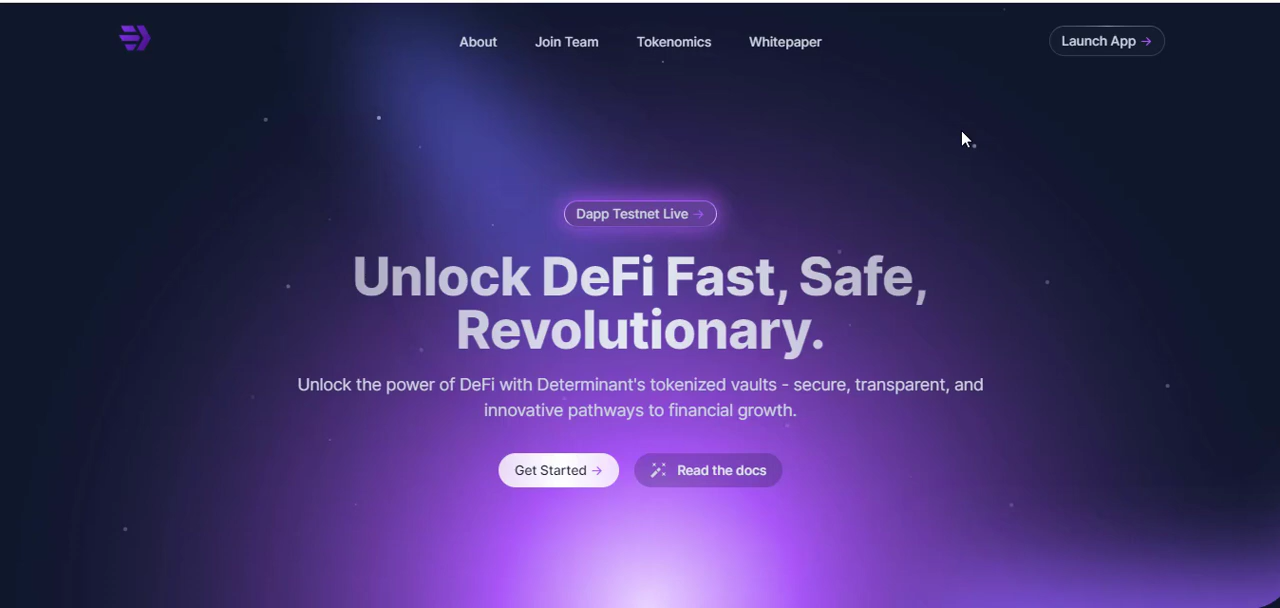 About
Join Team
Tokenomics
Whitepaper
Launch App →
Dapp Testnet Live →
Unlock DeFi Fast, Safe,
Revolutionary.
Unlock the power of DeFi with Determinant's tokenized vaults - secure, transparent, and
innovative pathways to financial growth.
Get Started →
Read the docs